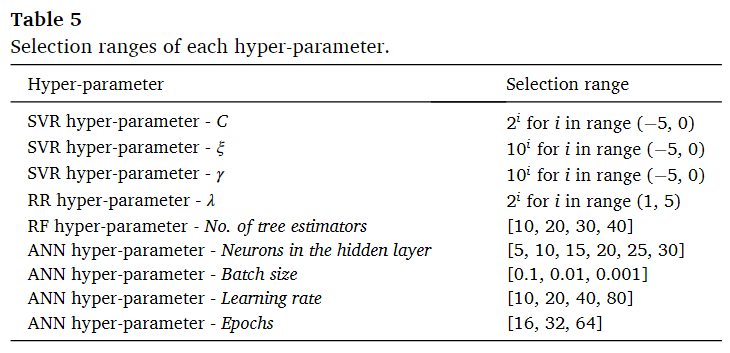 Table 5
Selection ranges of each hyper-parameter.
Hyper-parameter Selection range
SVR hyper-parameter - C 2^i for i in range (−5, 0)
SVR hyper-parameter - ξ 10^i for i in range (−5, 0)
SVR hyper-parameter - γ 10^i for i in range (−5, 0)
RR hyper-parameter - λ 2^i for i in range (1, 5)
RF hyper-parameter - No. of tree estimators [10, 20, 30, 40]
ANN hyper-parameter - Neurons in the hidden layer [5, 10, 15, 20, 25, 30]
ANN hyper-parameter - Batch size [0.1, 0.01, 0.001]
ANN hyper-parameter - Learning rate [10, 20, 40, 80]
ANN hyper-parameter - Epochs [16, 32, 64]